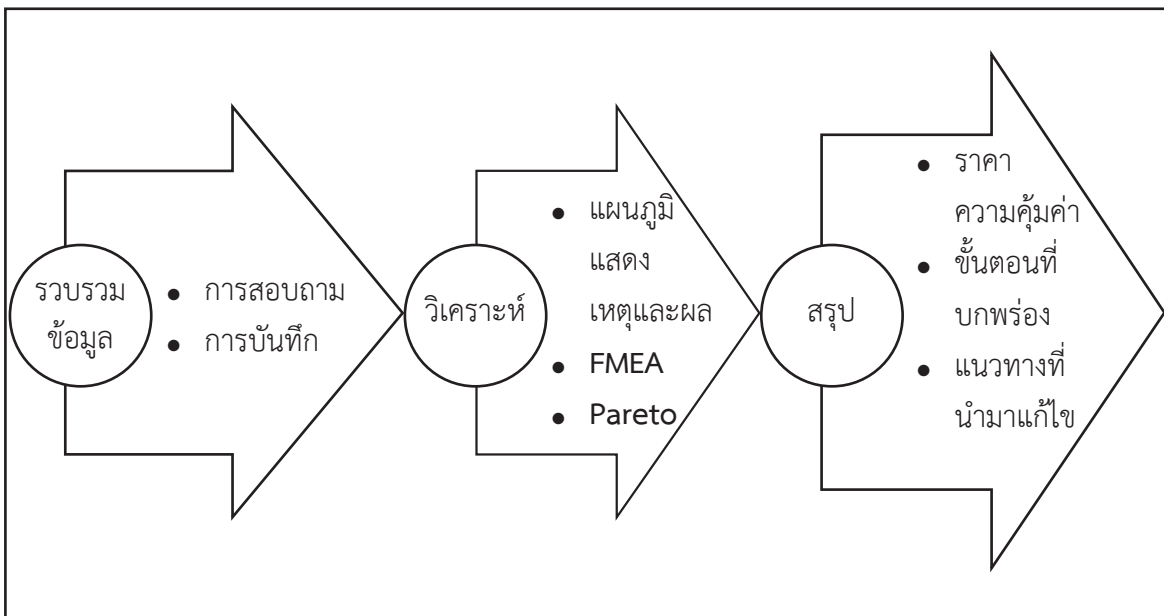 รวบรวม
ข้อมูล
● การสอบถาม
● การบันทึก
วิเคราะห์
● แผนภูมิ
แสดง
เหตุและผล
● FMEA
● Pareto
สรุป
● ราคา
ความคุ้มค่า
● ขั้นตอนที่
บกพร่อง
● แนวทางที่
นำมาแก้ไข